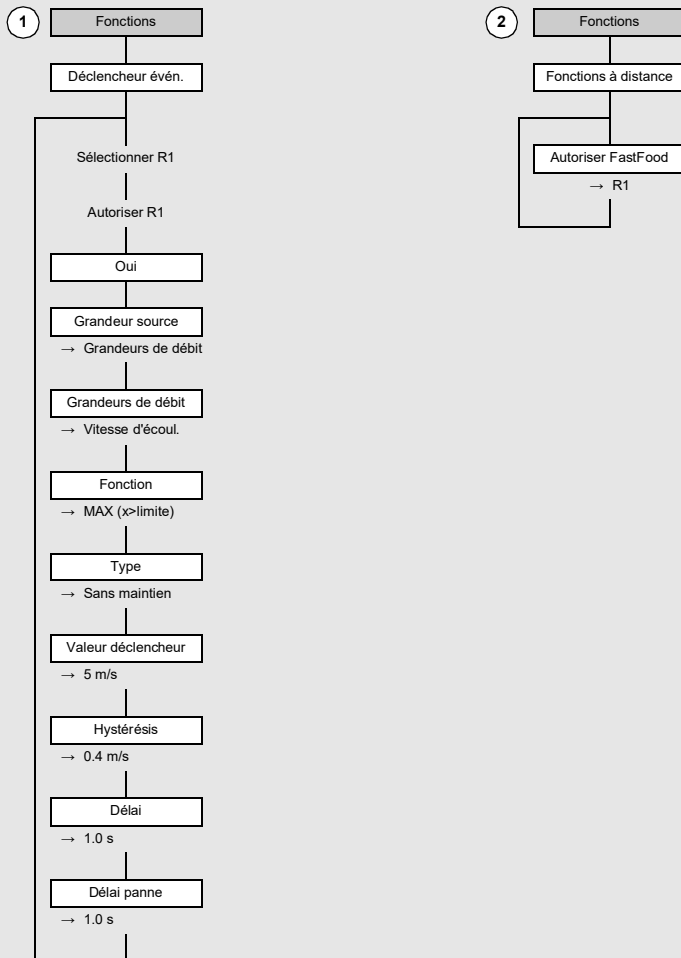 1
Fonctions
Déclencheur évén.
Sélectionner R1
Autoriser R1
Oui
Grandeur source
→ Grandeurs de débit
Grandeurs de débit
→ Vitesse d'écoul.
Fonction
→ MAX (x>limite)
Type
→ Sans maintien
Valeur déclencheur
→ 5 m/s
Hystérésis
→ 0.4 m/s
Délai
→ 1.0 s
Délai panne
→ 1.0 s
2
Fonctions
Fonctions à distance
Autoriser FastFood
→ R1